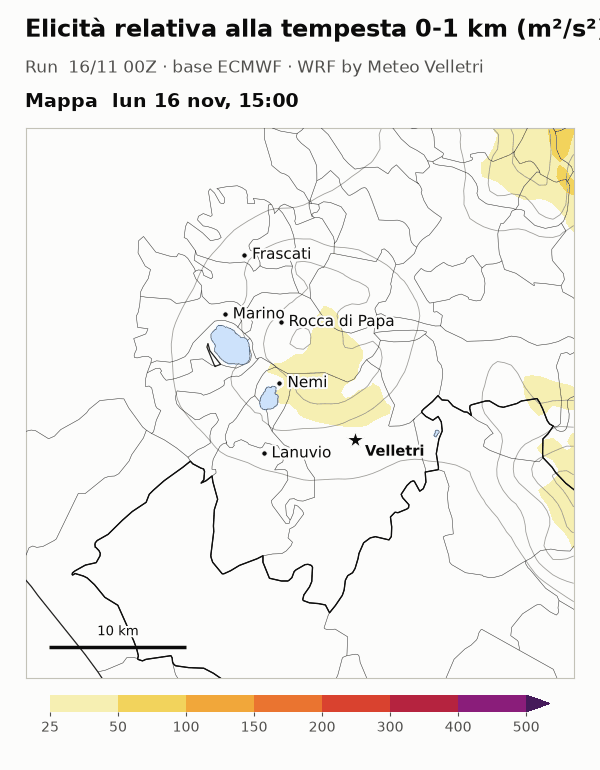 Elicità relativa alla tempesta 0-1 km (m²/s²)
Run 16/11 00Z · base ECMWF · WRF by Meteo Velletri
Mappa lun 16 nov, 15:00
Frascati
Marino
Rocca di Papa
Nemi
Velletri
Lanuvio
10 km
25 50 100 150 200 300 400 500